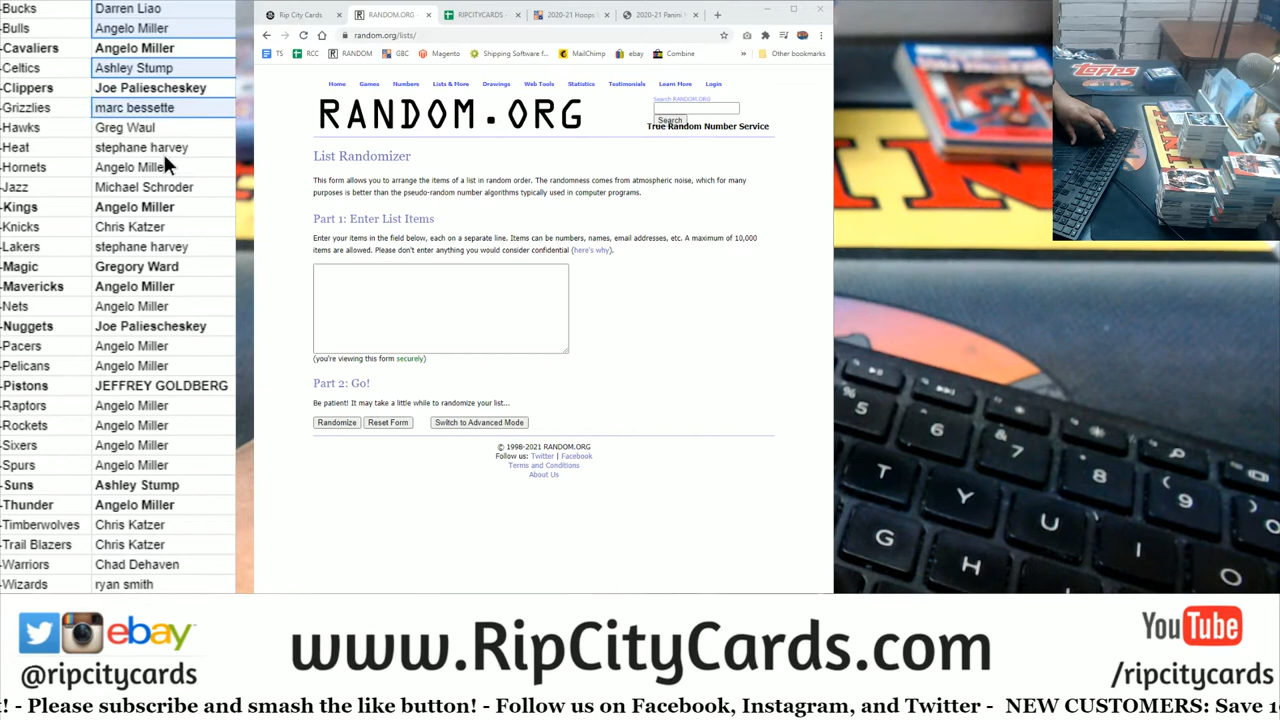 -Bucks Darren Liao
-Bulls Angelo Miller
-Cavaliers Angelo Miller
-Celtics Ashley Stump
-Clippers Joe Paliescheskey
-Grizzlies marc bessette
-Hawks Greg Waul
-Heat stephane harvey
-Hornets Angelo Miller
-Jazz Michael Schroder
-Kings Angelo Miller
-Knicks Chris Katzer
-Lakers stephane harvey
-Magic Gregory Ward
-Mavericks Angelo Miller
-Nets Angelo Miller
-Nuggets Joe Paliescheskey
-Pacers Angelo Miller
-Pelicans Angelo Miller
-Pistons JEFFREY GOLDBERG
-Raptors Angelo Miller
-Rockets Angelo Miller
-Sixers Angelo Miller
-Spurs Angelo Miller
-Suns Ashley Stump
-Thunder Angelo Miller
-Timberwolves Chris Katzer
-Trail Blazers Chris Katzer
-Warriors Chad Dehaven
-Wizards ryan smith
Rip City Cards RANDOM.ORG - RIPCITYCARDS - 2020-21 Hoops 2020-21 Panini
random.org/lists/
TS RCC RANDOM GBC Magento Shipping Software f... MailChimp ebay Combine » Other bookmarks
Home Games Numbers Lists & More Drawings Web Tools Statistics Testimonials Learn More Login
RANDOM.ORG
Search RANDOM.ORG
Search
True Random Number Service
List Randomizer
This form allows you to arrange the items of a list in random order. The randomness comes from atmospheric noise, which for many
purposes is better than the pseudo-random number algorithms typically used in computer programs.
Part 1: Enter List Items
Enter your items in the field below, each on a separate line. Items can be numbers, names, email addresses, etc. A maximum of 10,000
items are allowed. Please don't enter anything you would consider confidential (here's why).
(you're viewing this form securely)
Part 2: Go!
Be patient! It may take a little while to randomize your list...
Randomize Reset Form Switch to Advanced Mode
© 1998-2021 RANDOM.ORG
Follow us: Twitter | Facebook
Terms and Conditions
About Us
Topps
% 5
^ 6
& 7
* 8
( 9
T
Y
U
I
O
G
H
ebay
@ripcitycards
www.RipCityCards.com
YouTube
/ripcitycards
t! - Please subscribe and smash the like button! - Follow us on Facebook, Instagram, and Twitter - NEW CUSTOMERS: Save 1